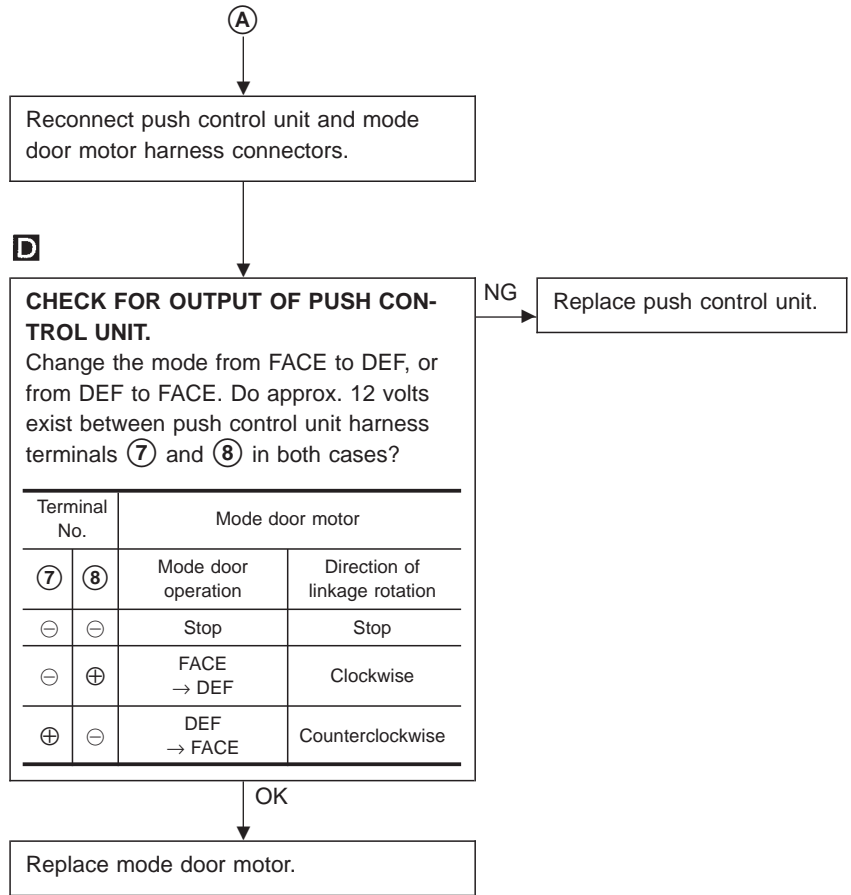 A
Reconnect push control unit and mode
door motor harness connectors.
D
CHECK FOR OUTPUT OF PUSH CON-
TROL UNIT.
Change the mode from FACE to DEF, or
from DEF to FACE. Do approx. 12 volts
exist between push control unit harness
terminals ⑦ and ⑧ in both cases?
NG
Replace push control unit.
Terminal
No.
Mode door motor
⑦ ⑧ Mode door
operation
Direction of
linkage rotation
⊖ ⊖ Stop Stop
⊖ ⊕ FACE
→ DEF
Clockwise
⊕ ⊖ DEF
→ FACE
Counterclockwise
OK
Replace mode door motor.